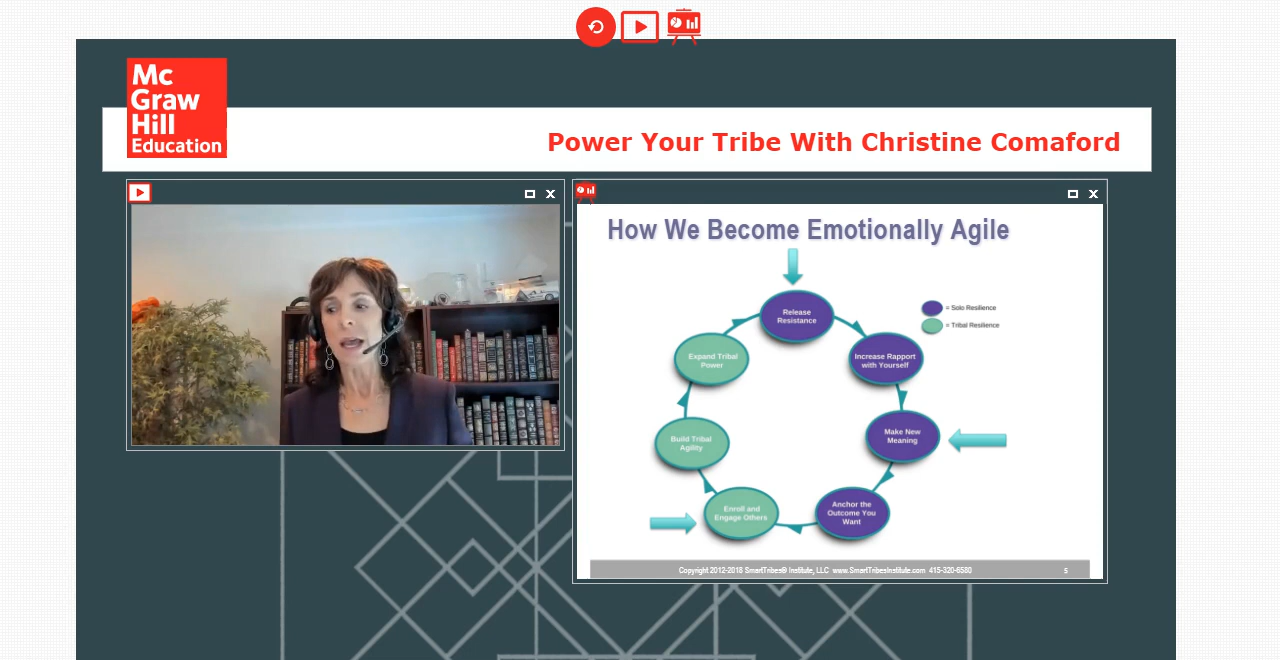 Mc
Graw
Hill
Education
Power Your Tribe With Christine Comaford
How We Become Emotionally Agile
Release
Resistance
= Solo Resilience
= Tribal Resilience
Expand Tribal
Power
Increase Rapport
with Yourself
Make New
Meaning
Build Tribal
Agility
Enroll and
Engage Others
Anchor the
Outcome You
Want
Copyright 2012-2018 SmartTribes® Institute, LLC www.SmartTribesInstitute.com 415-320-6580
5